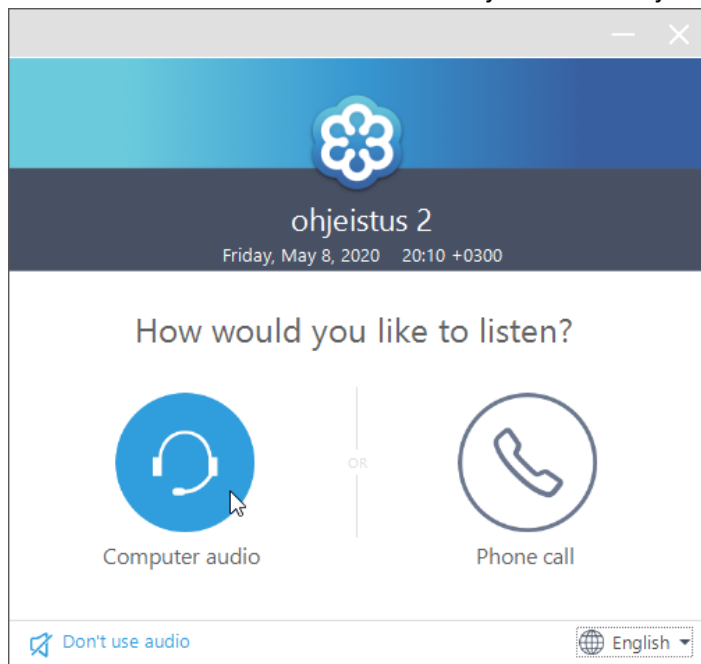 ohjeistus 2
Friday, May 8, 2020 20:10 +0300
How would you like to listen?
OR
Computer audio
Phone call
Don't use audio
English